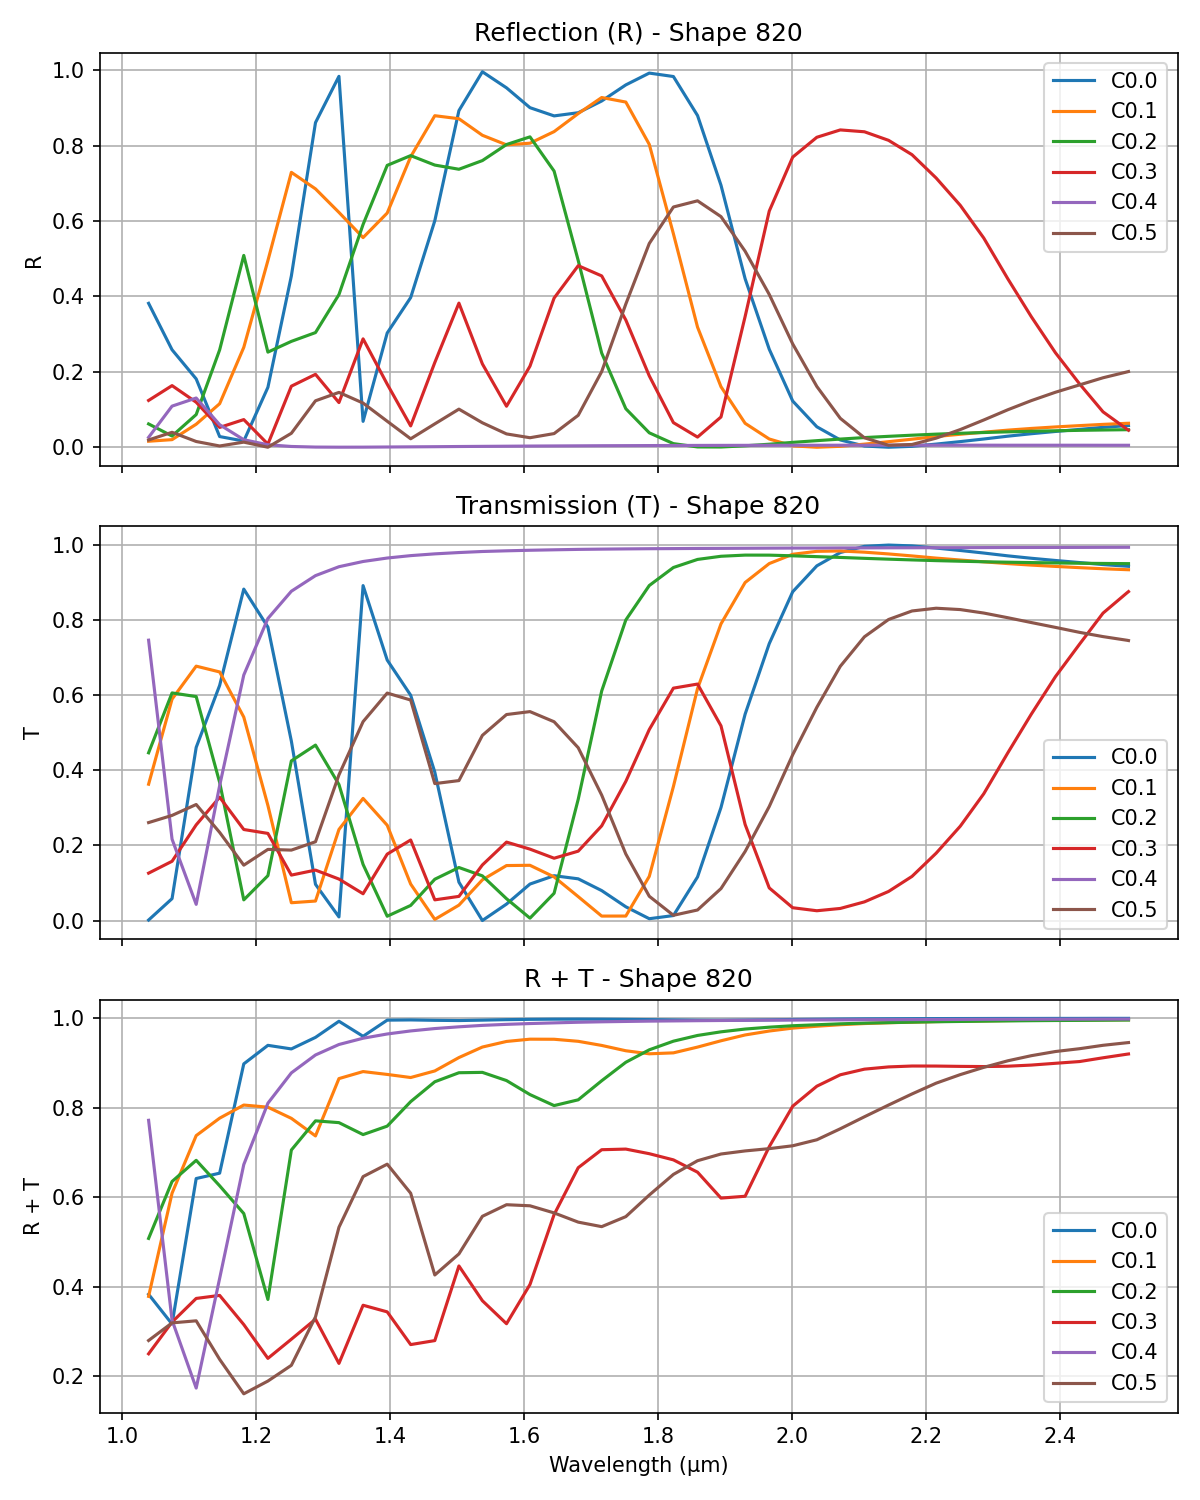 Reflection (R) - Shape 820
1.0
0.8
0.6
0.4
0.2
0.0
R
C0.0
C0.1
C0.2
C0.3
C0.4
C0.5
Transmission (T) - Shape 820
1.0
0.8
0.6
0.4
0.2
0.0
T
C0.0
C0.1
C0.2
C0.3
C0.4
C0.5
R + T - Shape 820
1.0
0.8
0.6
0.4
0.2
R + T
C0.0
C0.1
C0.2
C0.3
C0.4
C0.5
1.0 1.2 1.4 1.6 1.8 2.0 2.2 2.4
Wavelength (μm)